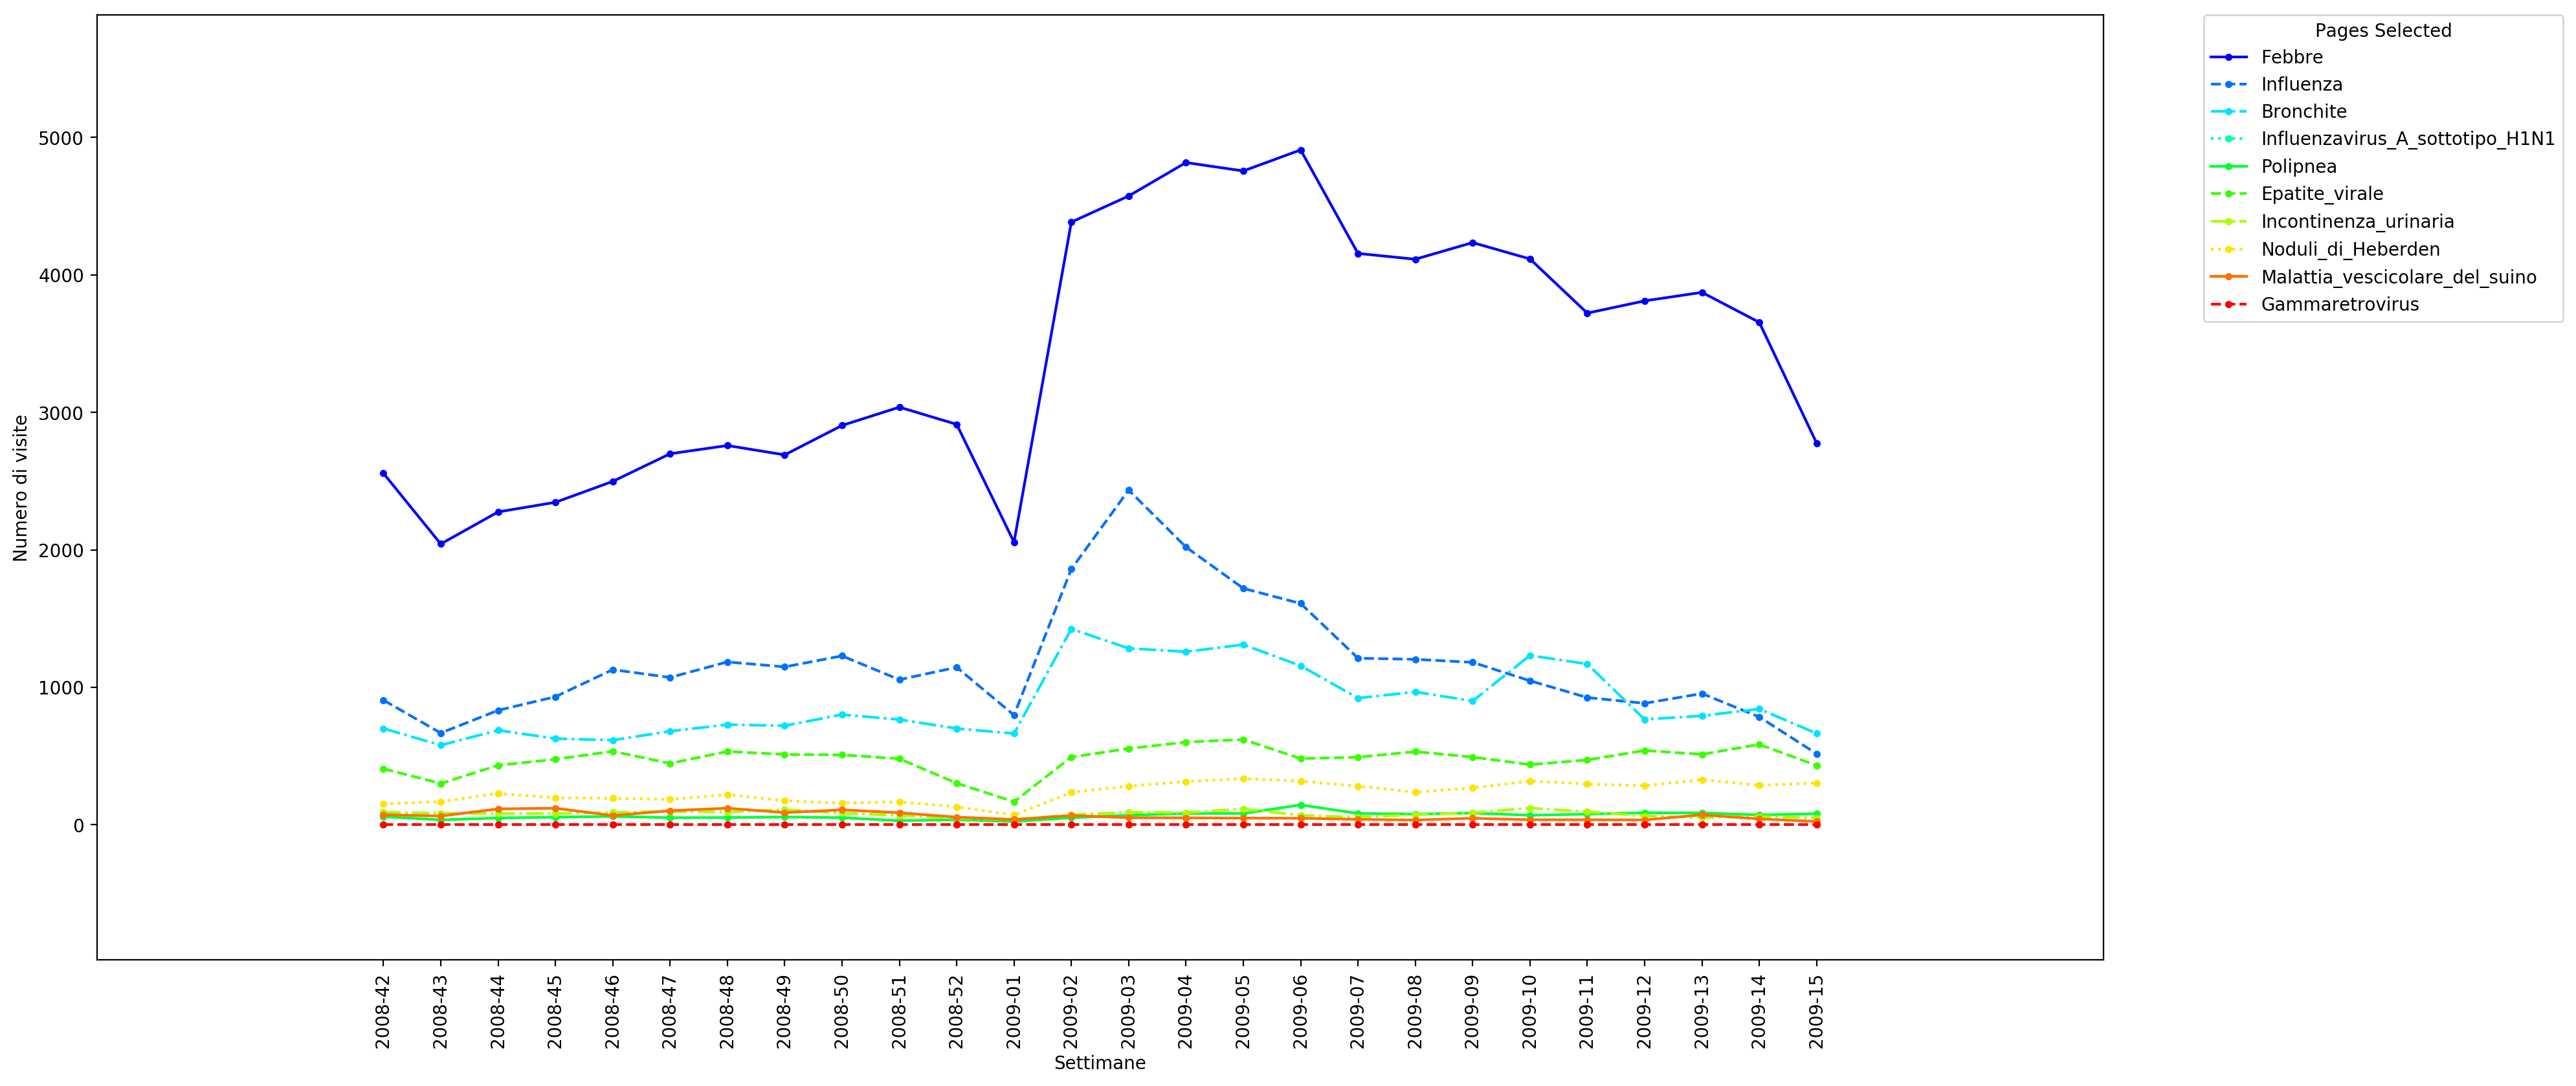 Pages Selected
Febbre
Influenza
Bronchite
Influenzavirus_A_sottotipo_H1N1
Polipnea
Epatite_virale
Incontinenza_urinaria
Noduli_di_Heberden
Malattia_vescicolare_del_suino
Gammaretrovirus
Numero di visite
5000
4000
3000
2000
1000
0
2008-42
2008-43
2008-44
2008-45
2008-46
2008-47
2008-48
2008-49
2008-50
2008-51
2008-52
2009-01
2009-02
2009-03
2009-04
2009-05
2009-06
2009-07
2009-08
2009-09
2009-10
2009-11
2009-12
2009-13
2009-14
2009-15
Settimane